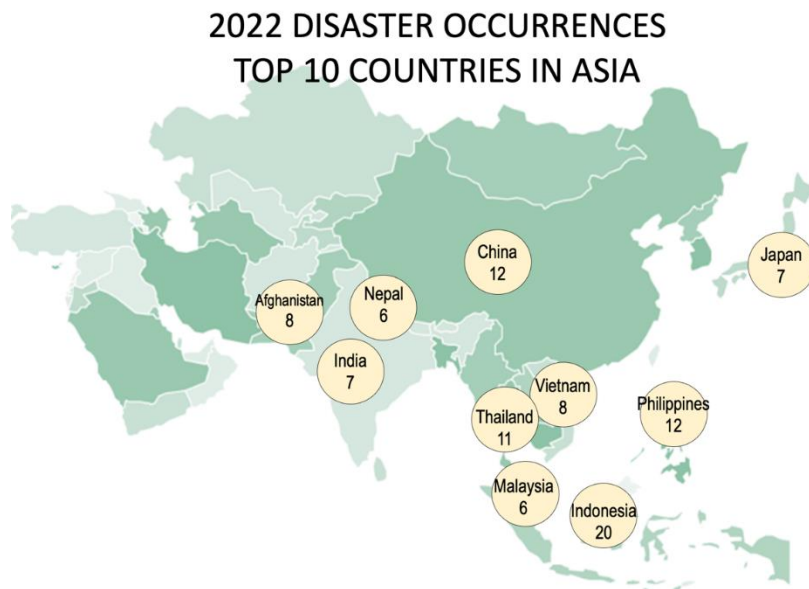 2022 DISASTER OCCURRENCES
TOP 10 COUNTRIES IN ASIA
China
12
Japan
7
Afghanistan
8
Nepal
6
India
7
Vietnam
8
Thailand
11
Philippines
12
Malaysia
6
Indonesia
20